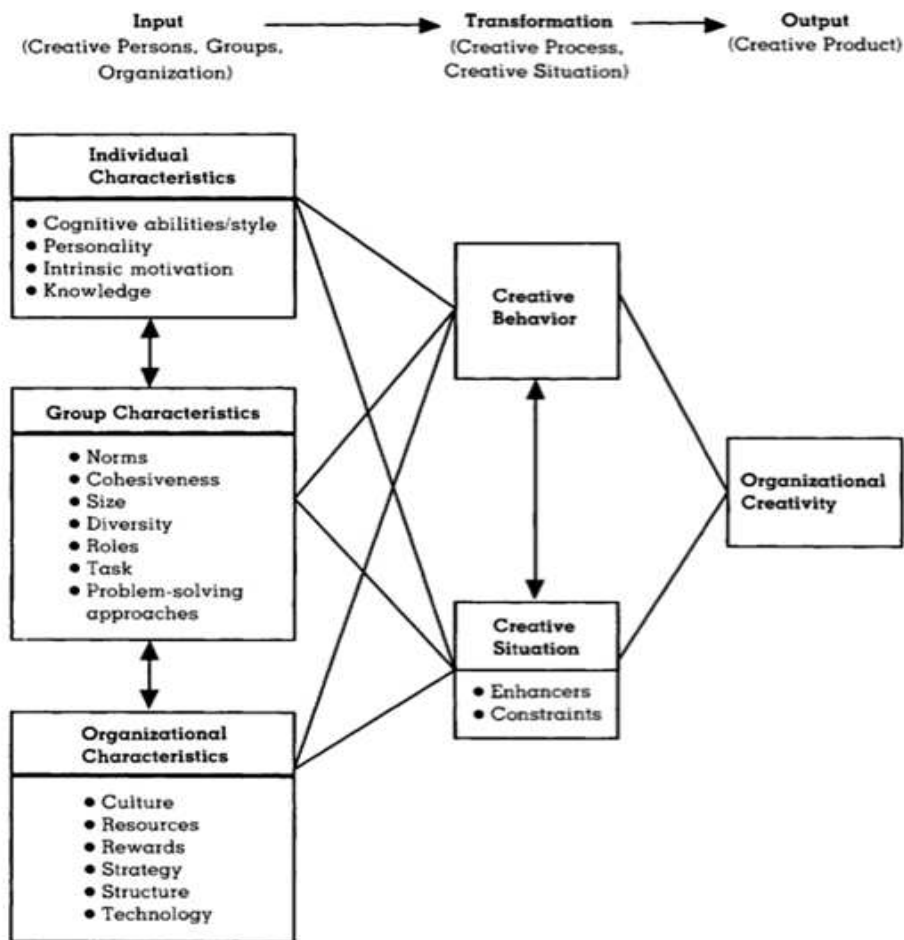 Input
(Creative Persons, Groups,
Organization)
Transformation
(Creative Process,
Creative Situation)
Output
(Creative Product)
Individual
Characteristics
● Cognitive abilities/style
● Personality
● Intrinsic motivation
● Knowledge
Group Characteristics
● Norms
● Cohesiveness
● Size
● Diversity
● Roles
● Task
● Problem-solving
approaches
Organizational
Characteristics
● Culture
● Resources
● Rewards
● Strategy
● Structure
● Technology
Creative
Behavior
Creative
Situation
● Enhancers
● Constraints
Organizational
Creativity